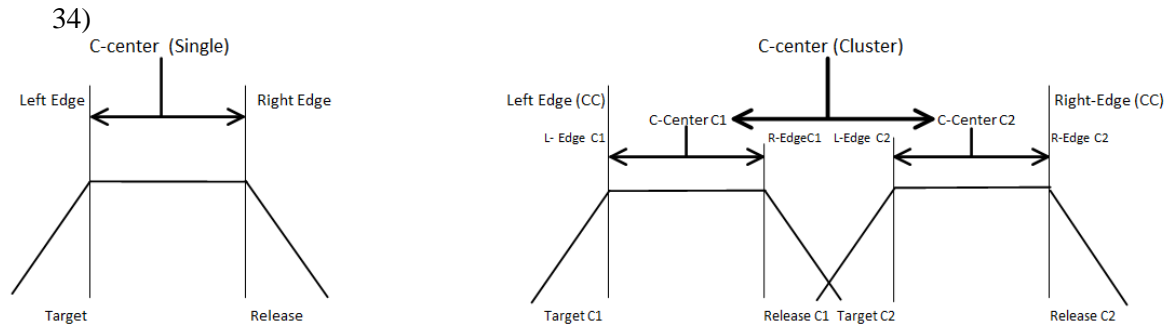 34)
C-center (Single)
Left Edge
Right Edge
Target
Release
C-center (Cluster)
Left Edge (CC)
Right-Edge (CC)
C-Center C1
C-Center C2
L- Edge C1
R-EdgeC1
L-Edge C2
R-Edge C2
Target C1
Release C1
Target C2
Release C2